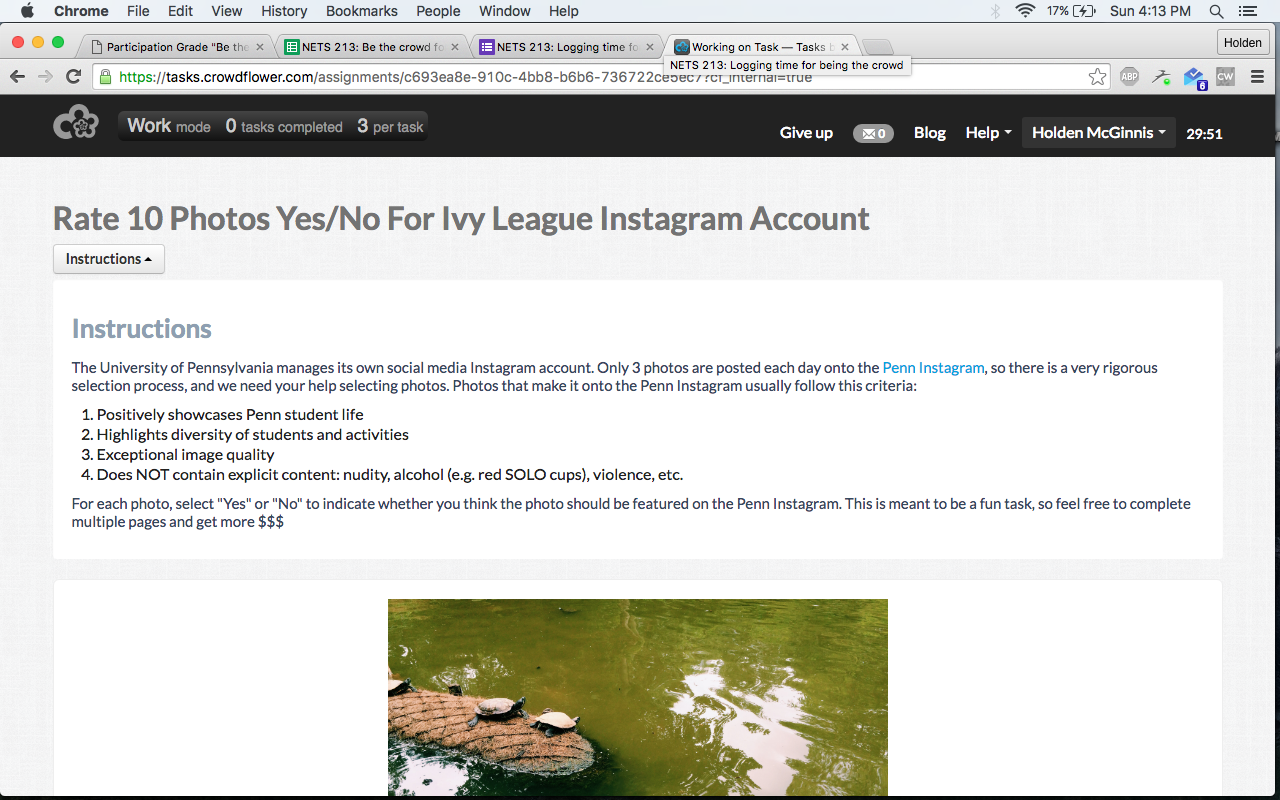 Chrome File Edit View History Bookmarks People Window Help 17% Sun 4:13 PM
Participation Grade "Be the NETS 213: Be the crowd fo NETS 213: Logging time fo Working on Task — Tasks b Holden
NETS 213: Logging time for being the crowd
https://tasks.crowdflower.com/assignments/c693ea8e-910c-4bb8-b6b6-736722ce5ec7?cf_internal=true ABP 6 CW
Work mode 0 tasks completed 3 per task Give up 0 Blog Help Holden McGinnis 29:51
Rate 10 Photos Yes/No For Ivy League Instagram Account
Instructions
Instructions
The University of Pennsylvania manages its own social media Instagram account. Only 3 photos are posted each day onto the Penn Instagram, so there is a very rigorous
selection process, and we need your help selecting photos. Photos that make it onto the Penn Instagram usually follow this criteria:
1. Positively showcases Penn student life
2. Highlights diversity of students and activities
3. Exceptional image quality
4. Does NOT contain explicit content: nudity, alcohol (e.g. red SOLO cups), violence, etc.
For each photo, select "Yes" or "No" to indicate whether you think the photo should be featured on the Penn Instagram. This is meant to be a fun task, so feel free to complete
multiple pages and get more $$$